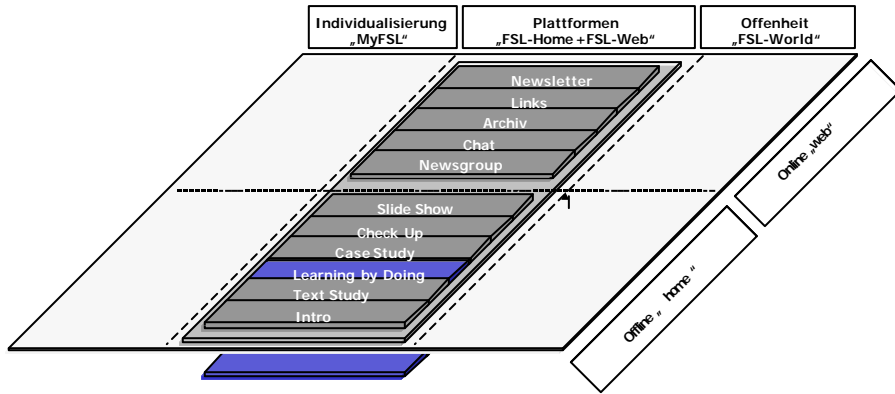 Individualisierung
„MyFSL“
Plattformen
„FSL-Home+FSL-Web“
Offenheit
„FSL-World“
Newsletter
Links
Archiv
Chat
Newsgroup
Slide Show
Check Up
Case Study
Learning by Doing
Text Study
Intro
Online „web“
Offline „ home “